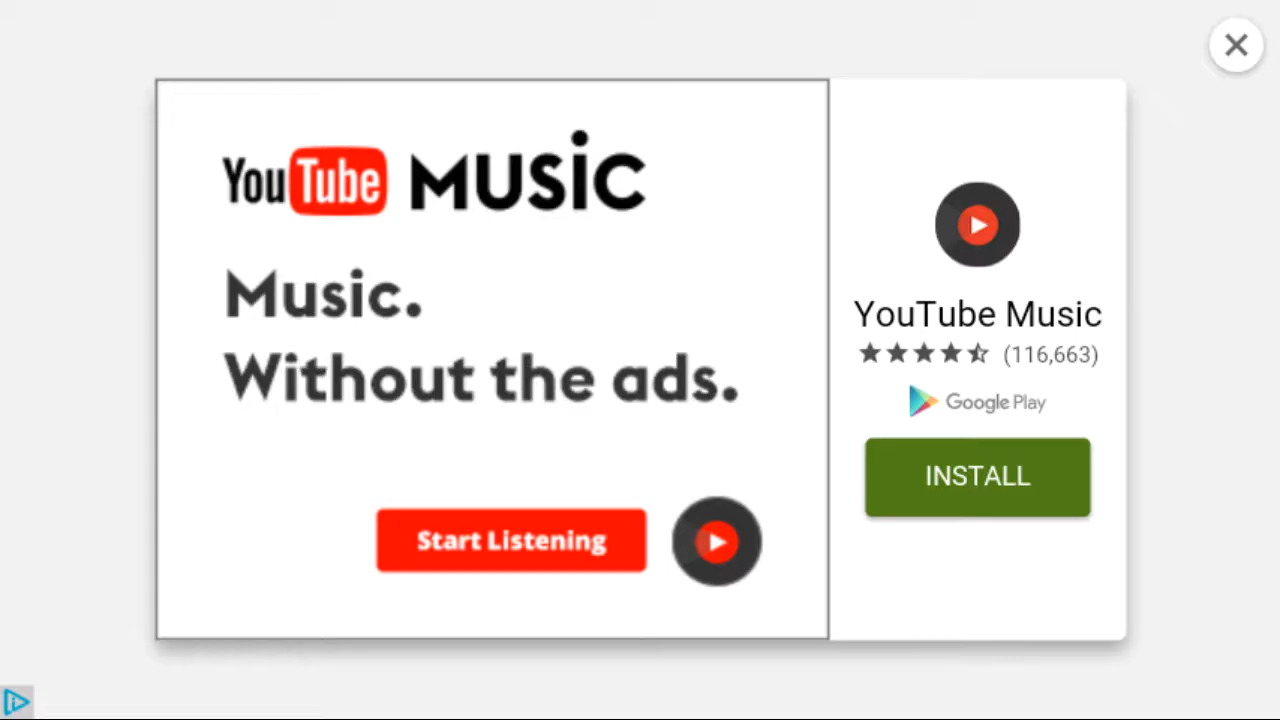 YouTube MUSIC
Music.
Without the ads.
Start Listening
YouTube Music
(116,663)
Google Play
INSTALL